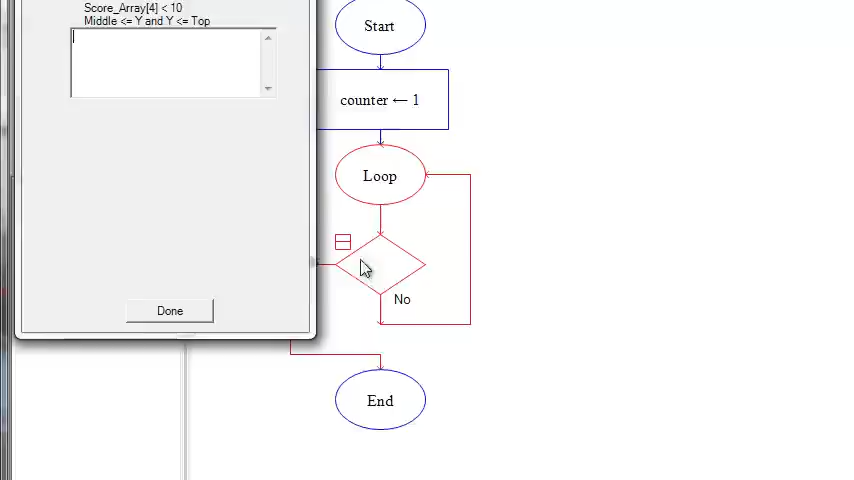 Score_Array[4] < 10
Middle <= Y and Y <= Top
Start
counter ← 1
Loop
No
Done
End